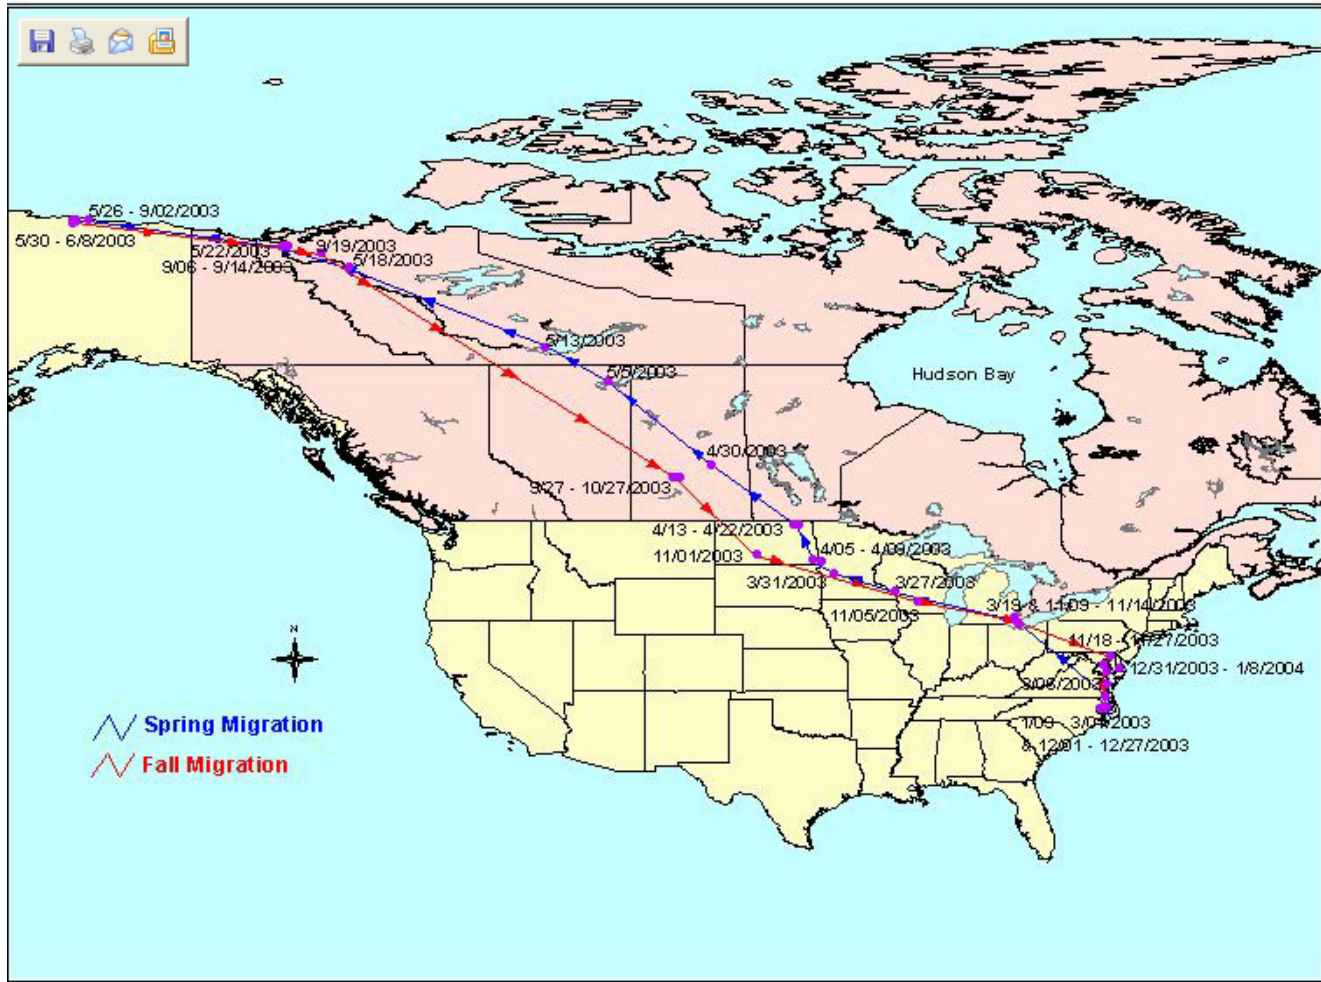 5/26 - 9/02/2003
5/30 - 6/8/2003
5/22/2003
9/19/2003
9/06 - 9/14/2003
5/18/2003
5/13/2003
Hudson Bay
5/5/2003
4/30/2003
9/27 - 10/27/2003
4/13 - 4/22/2003
11/01/2003
4/05 - 4/09/2003
3/31/2003
3/27/2003
3/19 & 11/09 - 11/14/2003
11/05/2003
11/18 - 11/27/2003
12/31/2003 - 1/8/2004
3/06/2003
N
1/09 - 3/04/2003
& 12/01 - 12/27/2003
Spring Migration
Fall Migration